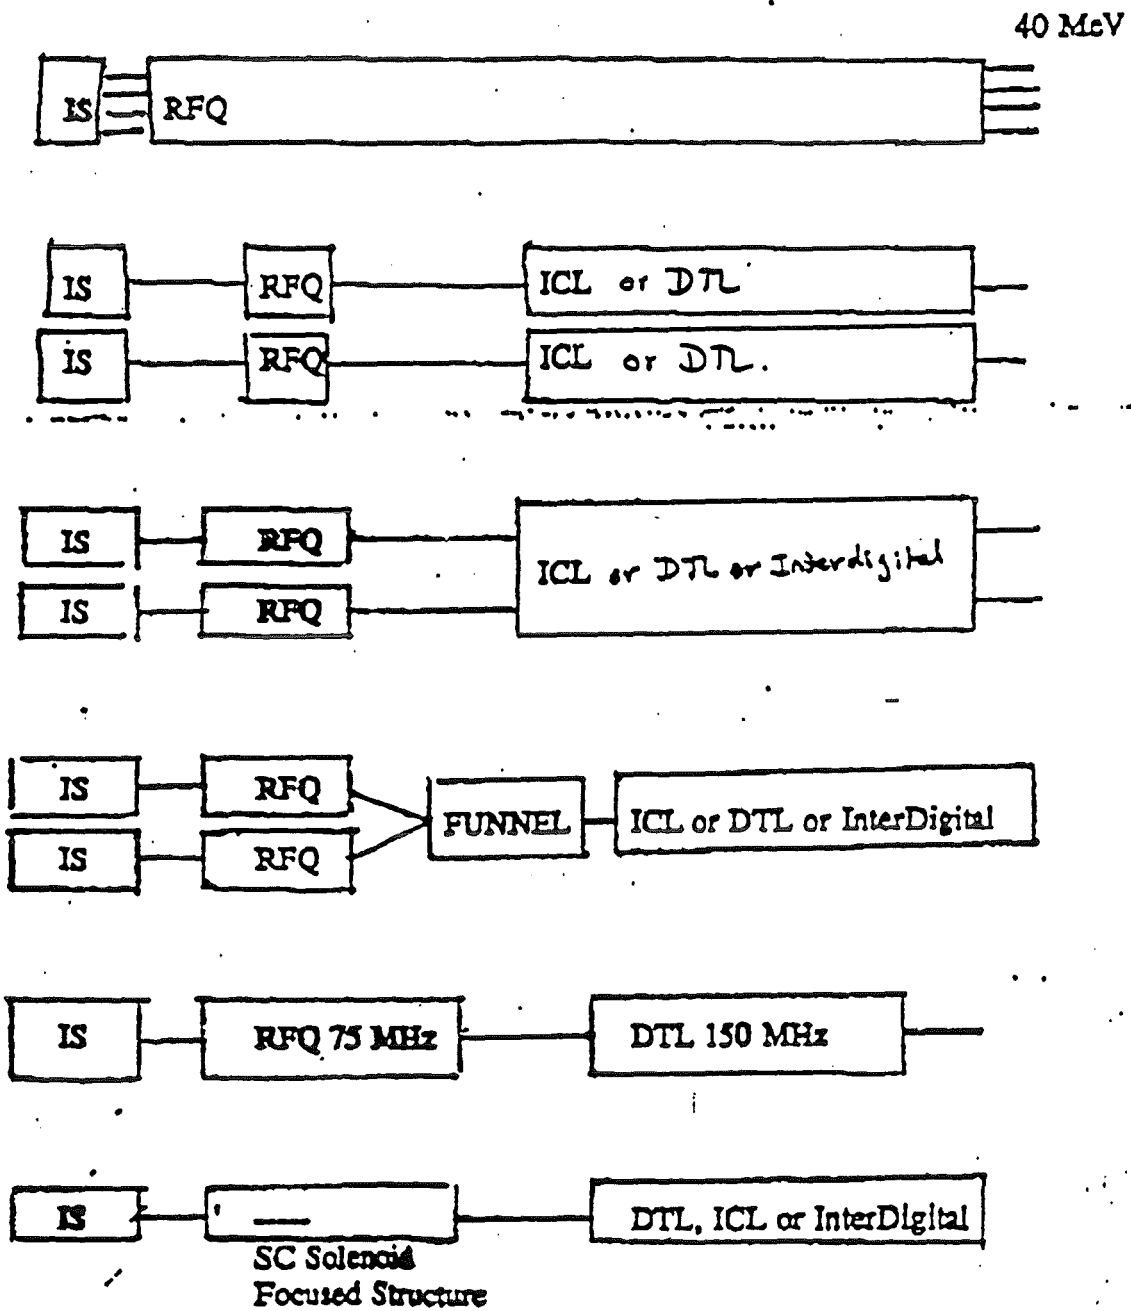 40 MeV
IS RFQ
IS RFQ ICL or DTL
IS RFQ ICL or DTL.
IS RFQ
ICL or DTL or Interdigital
IS RFQ
IS RFQ
FUNNEL ICL or DTL or InterDigital
IS RFQ
IS RFQ 75 MHz DTL 150 MHz
IS DTL, ICL or InterDigital
SC Solenoid
Focused Structure